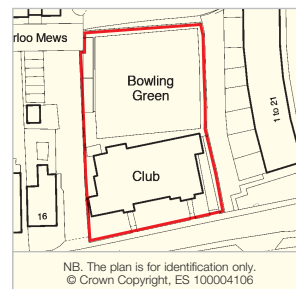 rloo Mews
Bowling
Green
1 to 21
Club
16
NB. The plan is for identification only.
© Crown Copyright, ES 100004106